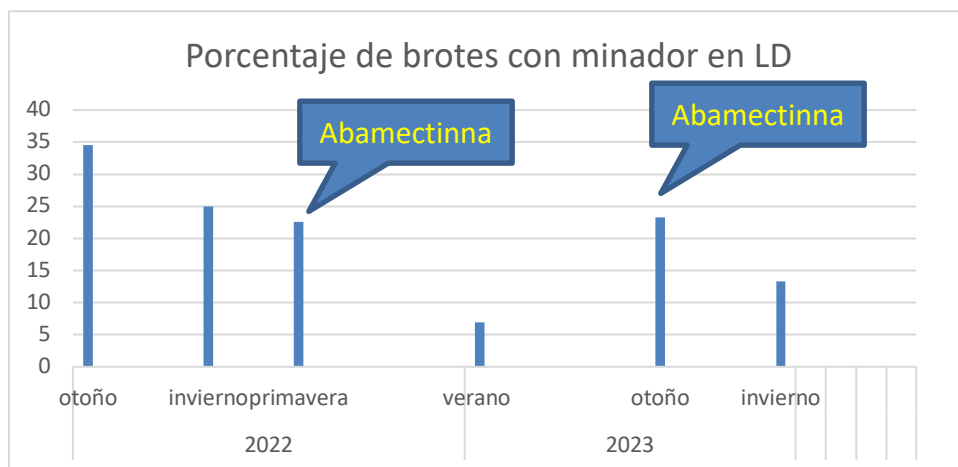 Porcentaje de brotes con minador en LD
Abamectinna
Abamectinna
40
35
30
25
20
15
10
5
0
otoño inviernoprimavera verano otoño invierno
2022 2023